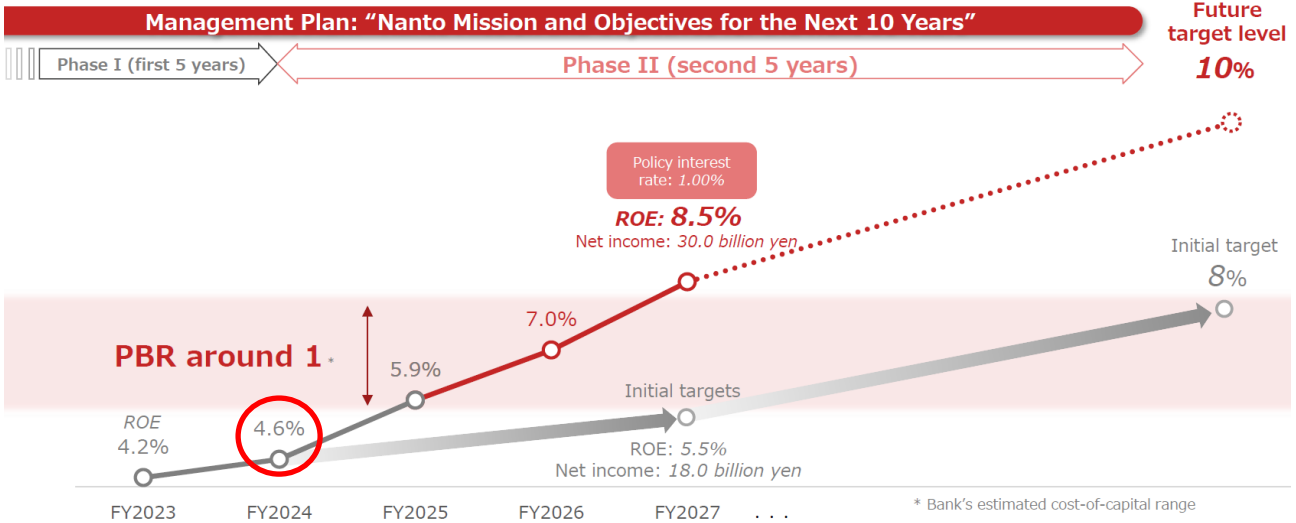 Management Plan: “Nanto Mission and Objectives for the Next 10 Years”
Future
target level
10%
Phase I (first 5 years)
Phase II (second 5 years)
Policy interest
rate: 1.00%
ROE: 8.5%
Net income: 30.0 billion yen
Initial target
8%
7.0%
PBR around 1 *
5.9%
Initial targets
ROE
4.2%
4.6%
ROE: 5.5%
Net income: 18.0 billion yen
FY2023
FY2024
FY2025
FY2026
FY2027
. . .
* Bank’s estimated cost-of-capital range